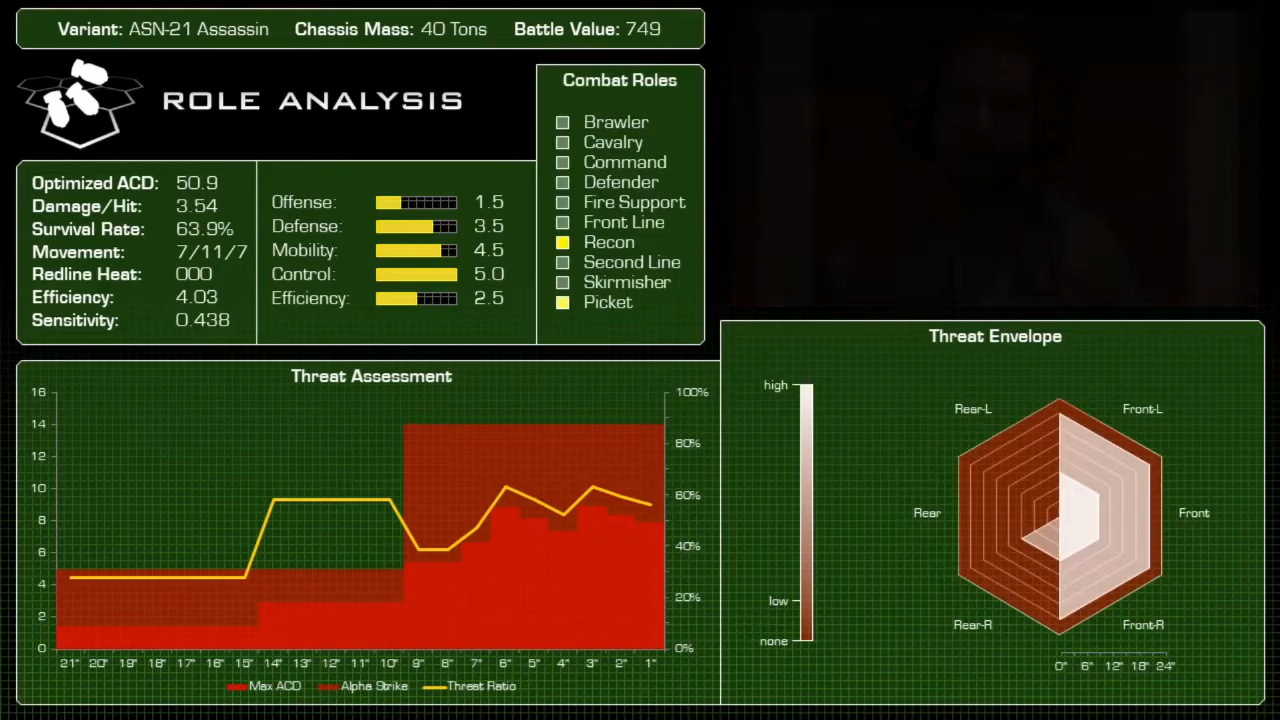 Variant: ASN-21 Assassin Chassis Mass: 40 Tons Battle Value: 749
ROLE ANALYSIS
Combat Roles
Brawler
Cavalry
Command
Defender
Fire Support
Front Line
Recon
Second Line
Skirmisher
Picket
Optimized ACD: 50.9
Damage/Hit: 3.54
Survival Rate: 63.9%
Movement: 7/11/7
Redline Heat: 000
Efficiency: 4.03
Sensitivity: 0.438
Offense: 1.5
Defense: 3.5
Mobility: 4.5
Control: 5.0
Efficiency: 2.5
Threat Assessment
16
14
12
10
8
6
4
2
0
100%
80%
60%
40%
20%
0%
21" 20" 19" 18" 17" 16" 15" 14" 13" 12" 11" 10" 9" 8" 7" 6" 5" 4" 3" 2" 1"
Max ACD Alpha Strike Threat Ratio
Threat Envelope
high
low
none
Rear-L Front-L
Rear Front
Rear-R Front-R
0" 6" 12" 18" 24"